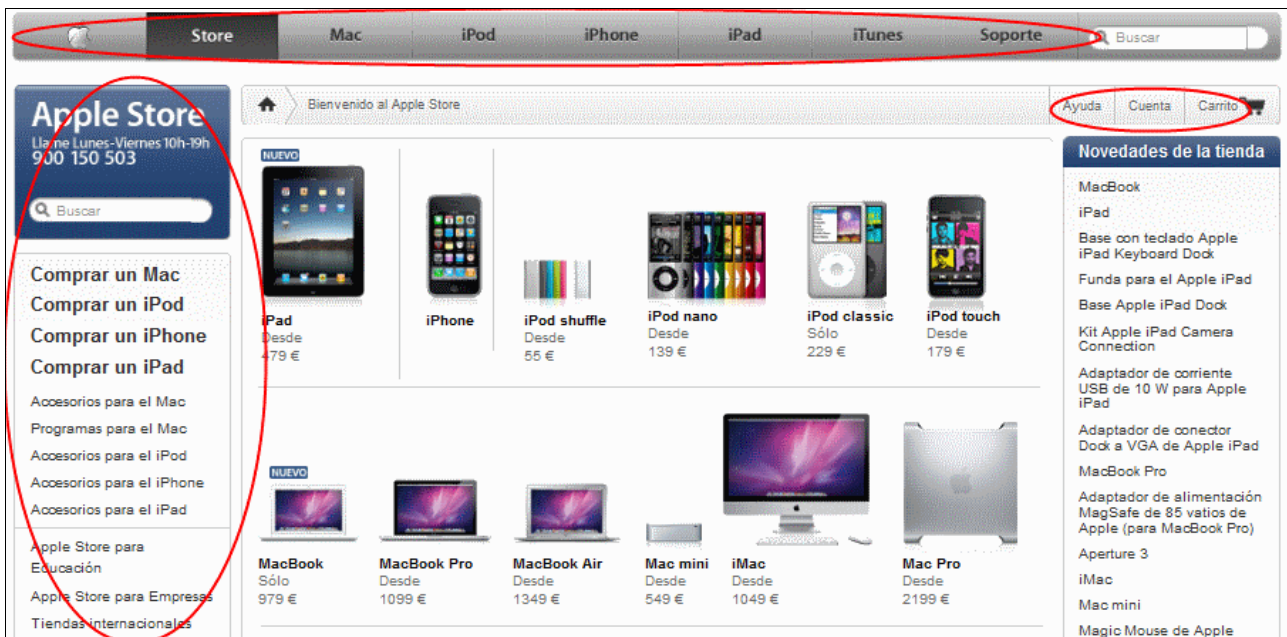 Store
Mac
iPod
iPhone
iPad
iTunes
Soporte
Buscar
Apple Store
Llame Lunes-Viernes 10h-19h
900 150 503
Buscar
Comprar un Mac
Comprar un iPod
Comprar un iPhone
Comprar un iPad
Accesorios para el Mac
Programas para el Mac
Accesorios para el iPod
Accesorios para el iPhone
Accesorios para el iPad
Apple Store para
Educación
Apple Store para Empresas
Tiendas internacionales
Bienvenido al Apple Store
Ayuda
Cuenta
Carrito
NUEVO
iPad
Desde
479 €
iPhone
iPod shuffle
Desde
55 €
iPod nano
Desde
139 €
iPod classic
Sólo
229 €
iPod touch
Desde
179 €
NUEVO
MacBook
Sólo
979 €
MacBook Pro
Desde
1099 €
MacBook Air
Desde
1349 €
Mac mini
Desde
549 €
iMac
Desde
1049 €
Mac Pro
Desde
2199 €
Novedades de la tienda
MacBook
iPad
Base con teclado Apple
iPad Keyboard Dock
Funda para el Apple iPad
Base Apple iPad Dock
Kit Apple iPad Camera
Connection
Adaptador de corriente
USB de 10 W para Apple
iPad
Adaptador de conector
Dock a VGA de Apple iPad
MacBook Pro
Adaptador de alimentación
MagSafe de 85 vatios de
Apple (para MacBook Pro)
Aperture 3
iMac
Mac mini
Magic Mouse de Apple